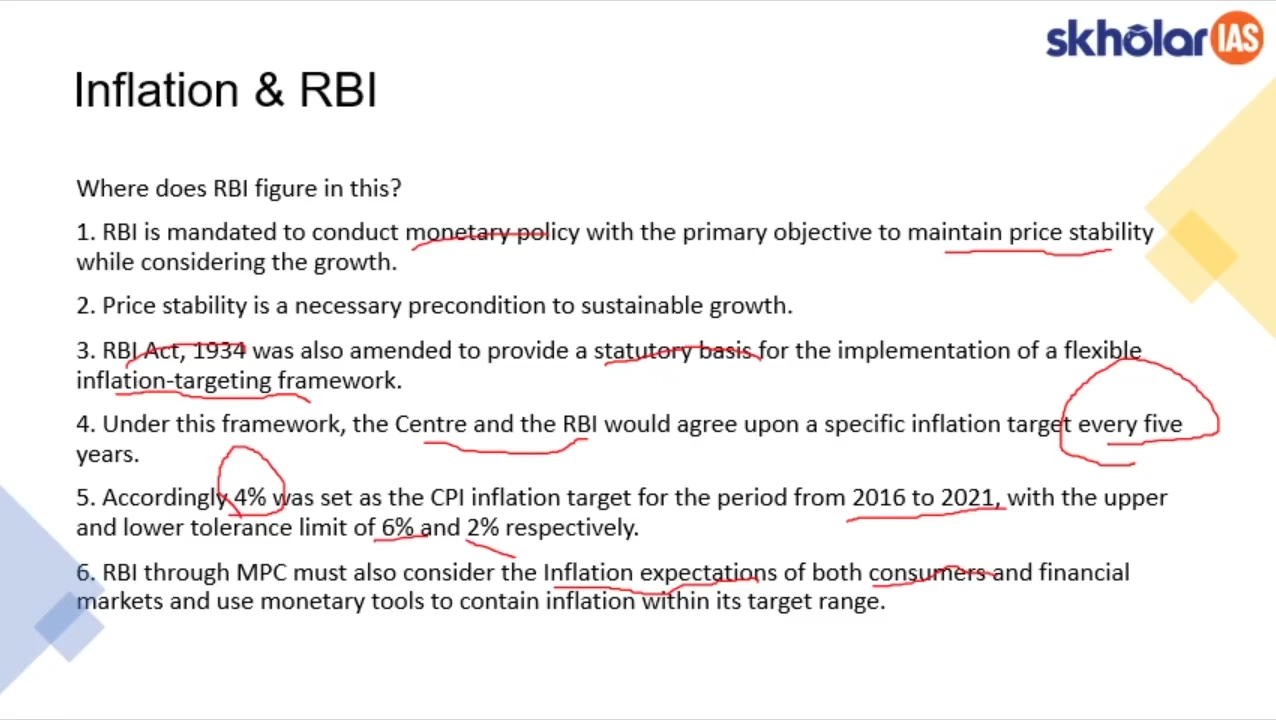 skhōlar IAS
Inflation & RBI
Where does RBI figure in this?
1. RBI is mandated to conduct monetary policy with the primary objective to maintain price stability
while considering the growth.
2. Price stability is a necessary precondition to sustainable growth.
3. RBI Act, 1934 was also amended to provide a statutory basis for the implementation of a flexible
inflation-targeting framework.
4. Under this framework, the Centre and the RBI would agree upon a specific inflation target every five
years.
5. Accordingly 4% was set as the CPI inflation target for the period from 2016 to 2021, with the upper
and lower tolerance limit of 6% and 2% respectively.
6. RBI through MPC must also consider the Inflation expectations of both consumers and financial
markets and use monetary tools to contain inflation within its target range.